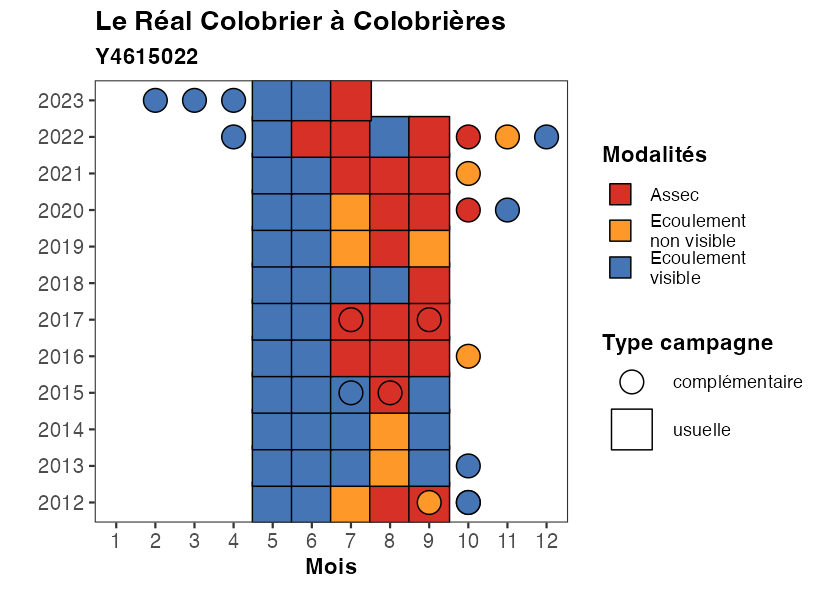 Le Réal Colobrier à Colobrières
Y4615022
2023
2022
2021
2020
2019
2018
2017
2016
2015
2014
2013
2012
1 2 3 4 5 6 7 8 9 10 11 12
Mois
Modalités
Assec
Ecoulement
non visible
Ecoulement
visible
Type campagne
complémentaire
usuelle